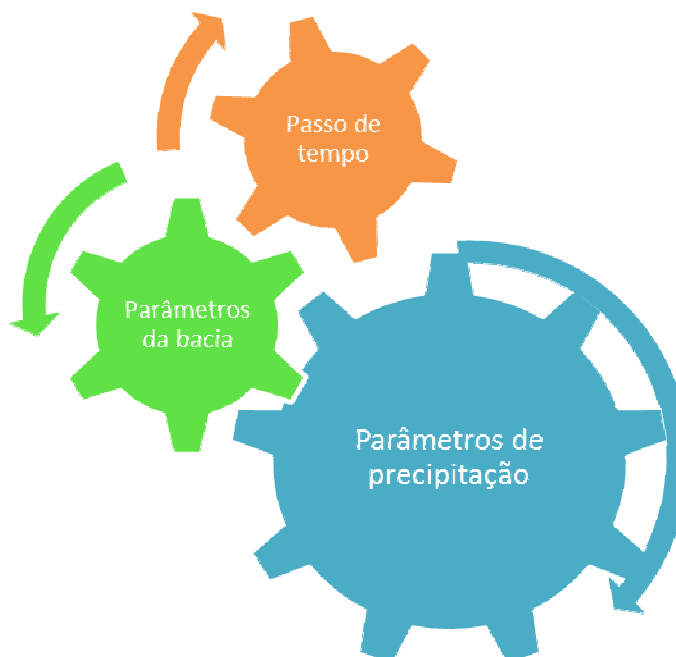 Passo de
tempo
Parâmetros
da bacia
Parâmetros de
precipitação